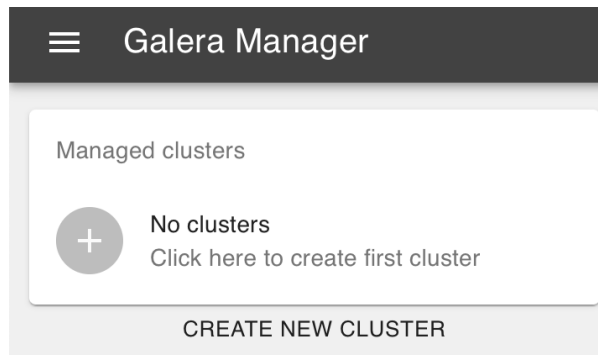 Galera Manager
Managed clusters
No clusters
Click here to create first cluster
CREATE NEW CLUSTER